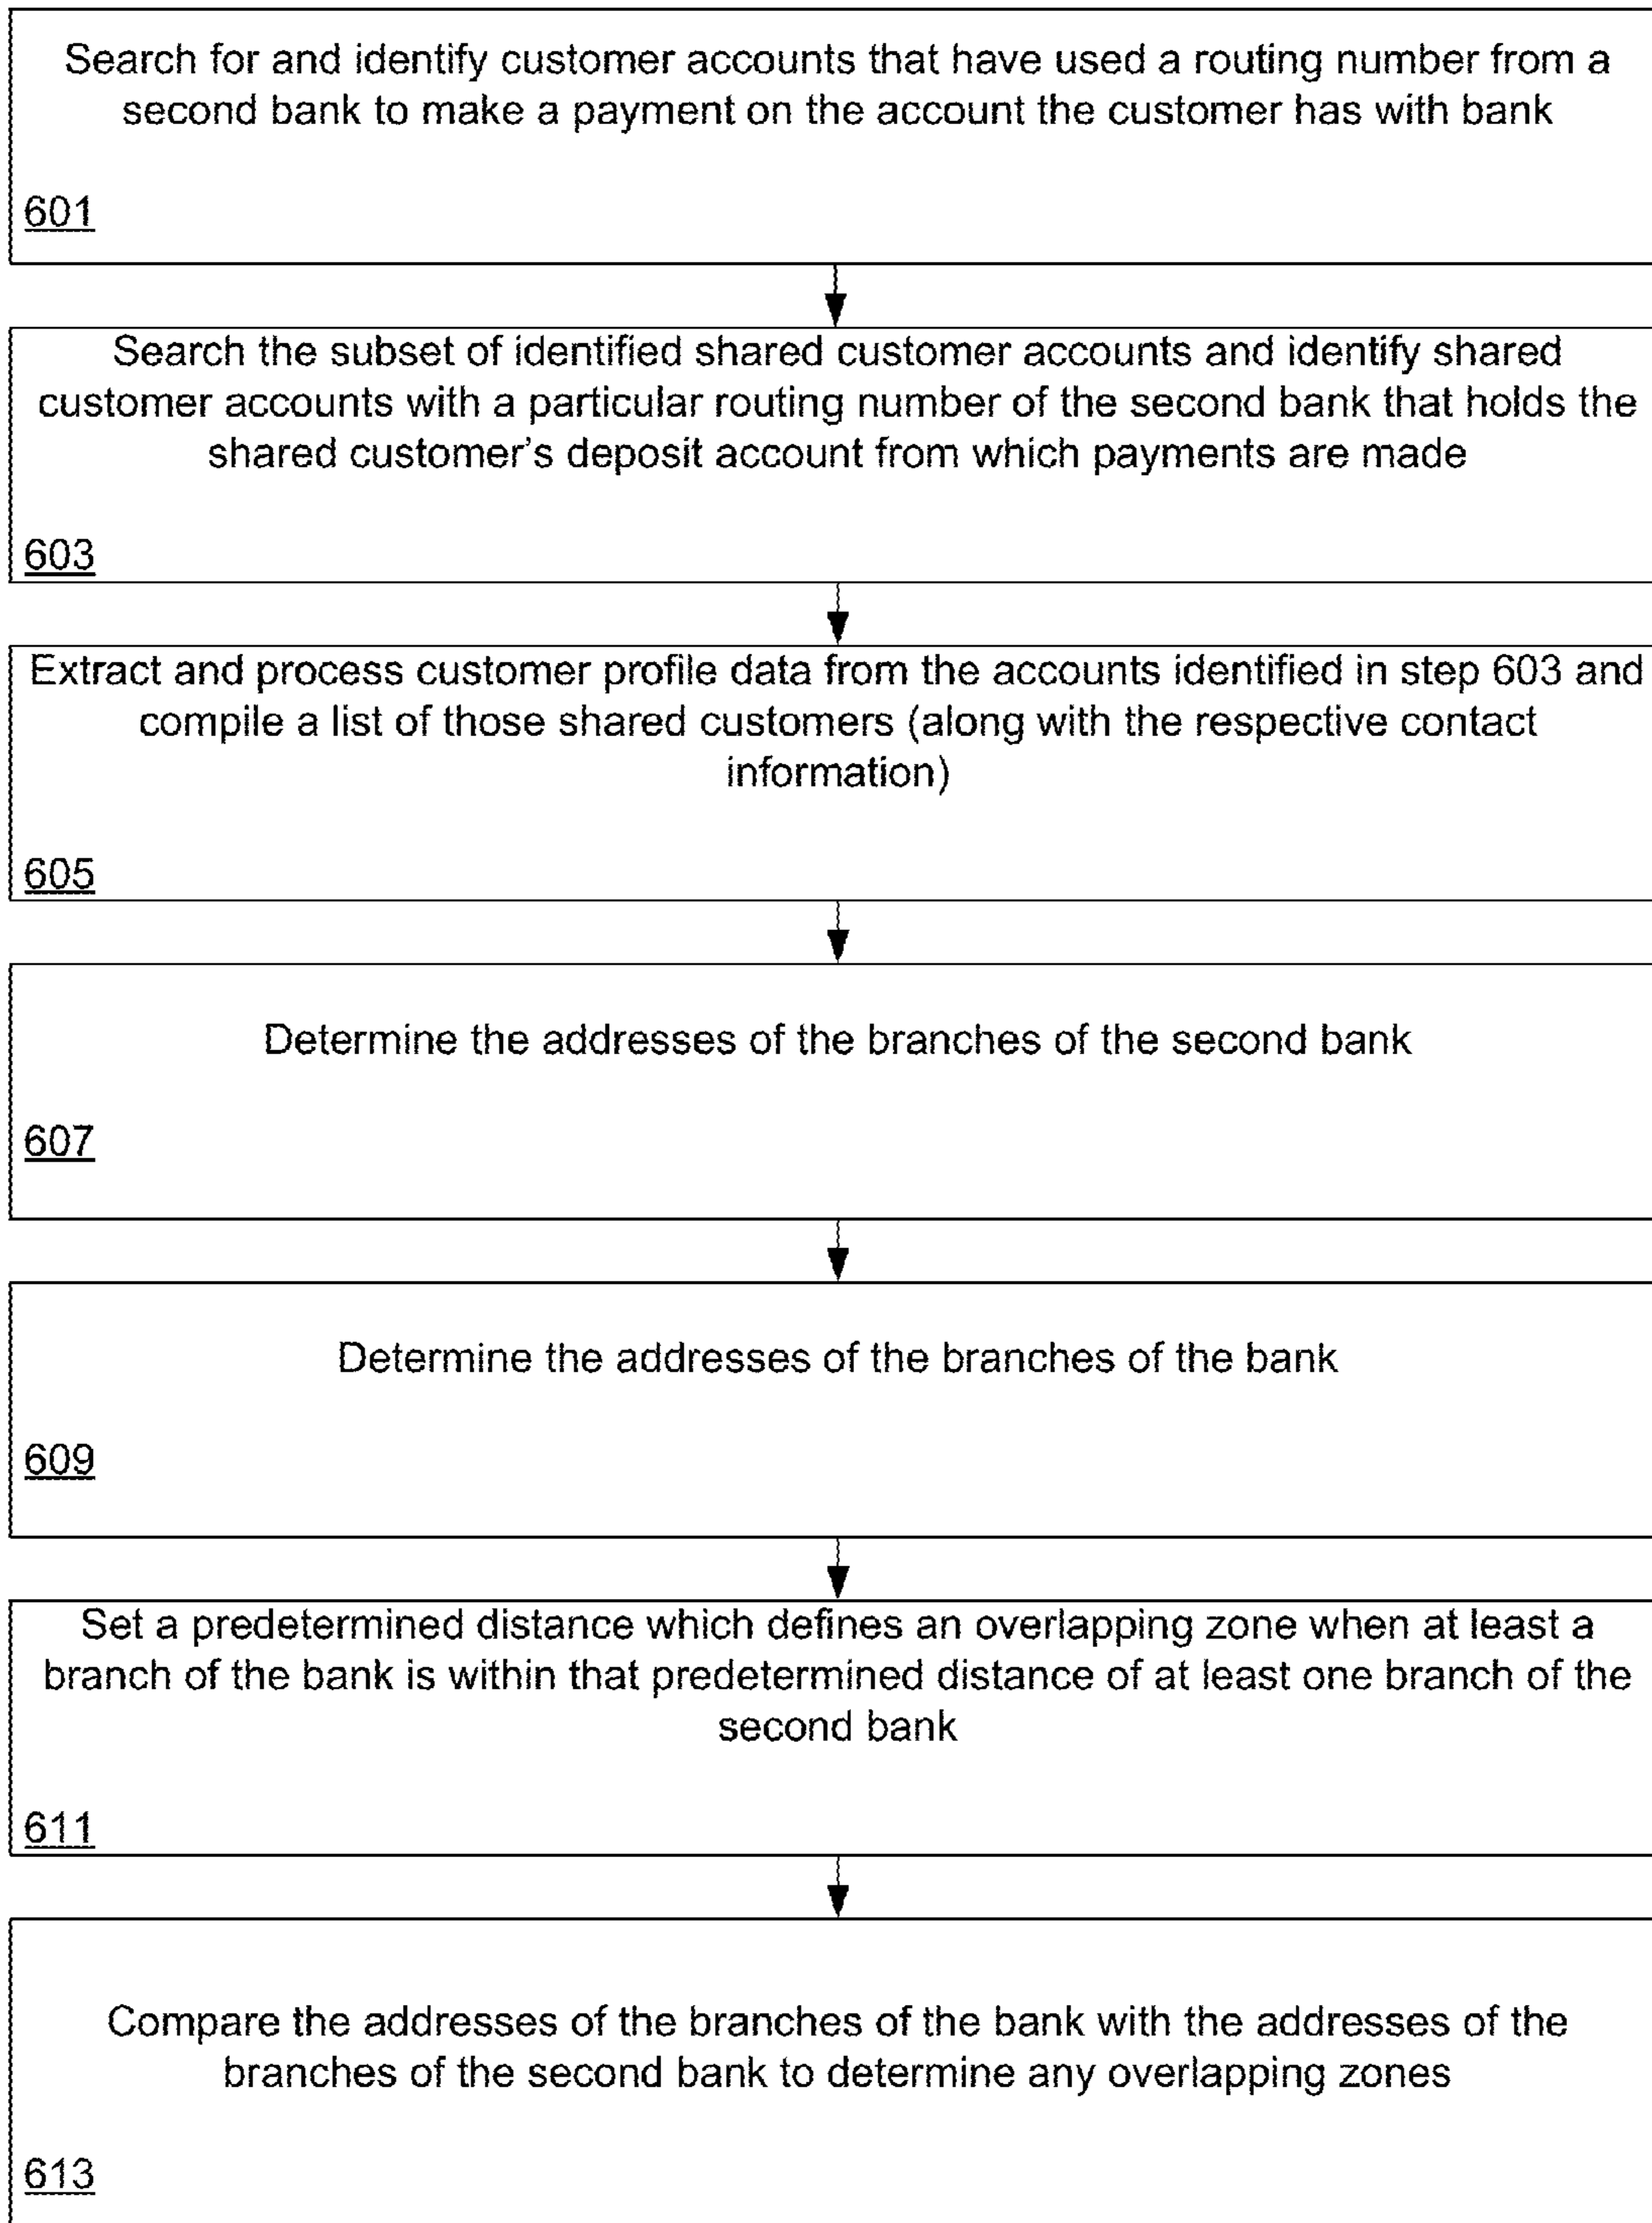 Search for and identify customer accounts that have used a routing number from a
second bank to make a payment on the account the customer has with bank
601
Search the subset of identified shared customer accounts and identify shared
customer accounts with a particular routing number of the second bank that holds the
shared customer's deposit account from which payments are made
603
Extract and process customer profile data from the accounts identified in step 603 and
compile a list of those shared customers (along with the respective contact
information)
605
Determine the addresses of the branches of the second bank
607
Determine the addresses of the branches of the bank
609
Set a predetermined distance which defines an overlapping zone when at least a
branch of the bank is within that predetermined distance of at least one branch of the
second bank
611
Compare the addresses of the branches of the bank with the addresses of the
branches of the second bank to determine any overlapping zones
613